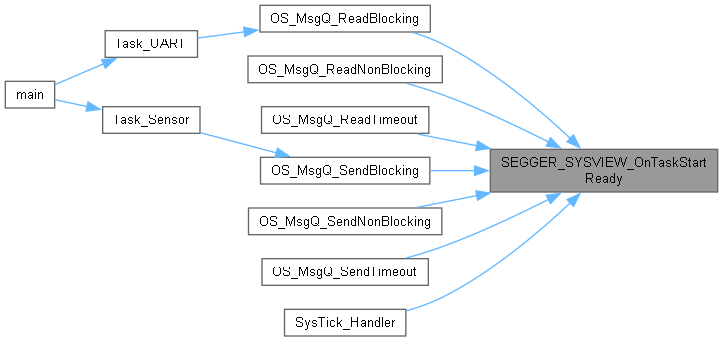 OS_MsgQ_ReadBlocking
Task_UART
OS_MsgQ_ReadNonBlocking
main
Task_Sensor
OS_MsgQ_ReadTimeout
OS_MsgQ_SendBlocking
SEGGER_SYSVIEW_OnTaskStart
Ready
OS_MsgQ_SendNonBlocking
OS_MsgQ_SendTimeout
SysTick_Handler